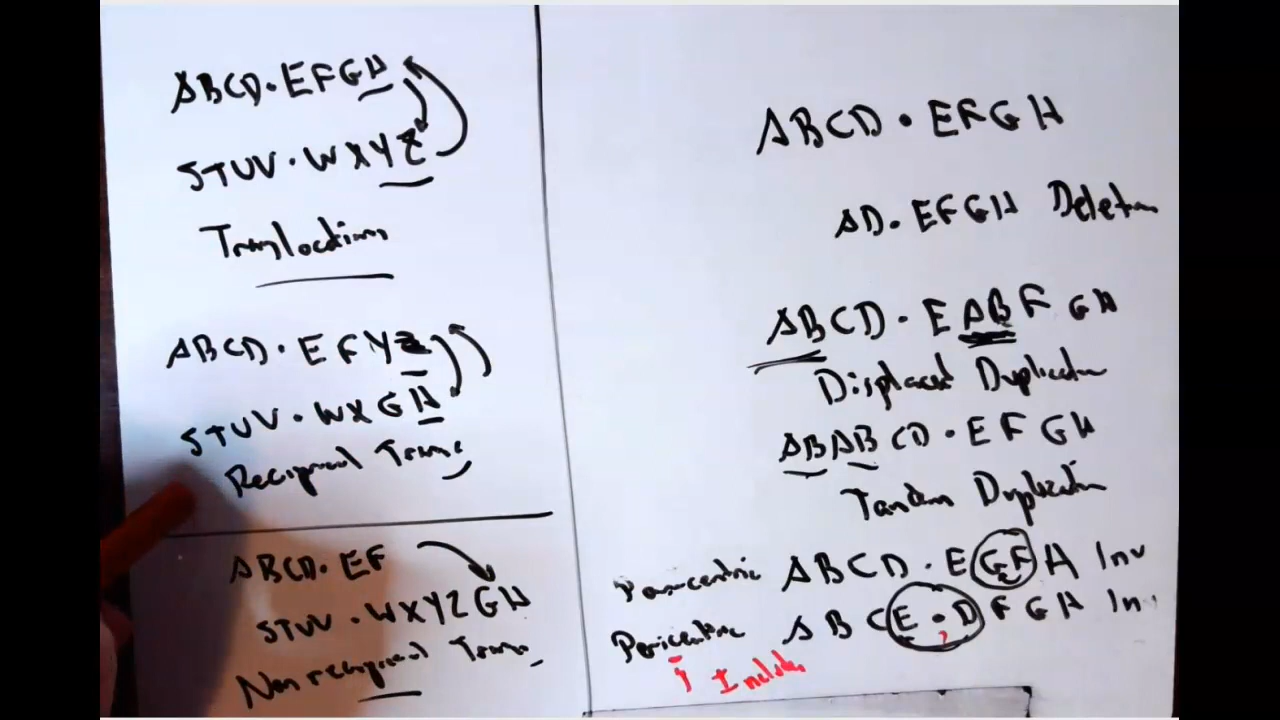 ABCD·EFGH
STUV·WXYZ
Translocations
ABCD·EFYZ
STUV·WXGH
Reciprocal Trans
ABCD·EF
STUV·WXYZGH
Nonreciprocal Trans
ABCD·EFGH
AD·EFGH Deletion
ABCD·EABFGH
Displaced Duplication
ABABCD·EFGH
Tandem Duplication
Paracentric ABCD·EGFH Inv
Pericentric ABCE·DFGH Inv
i Includes